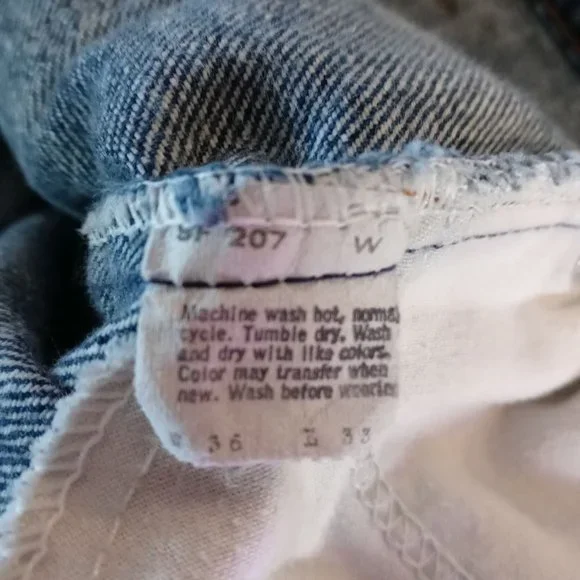 207 W
Machine wash hot, normal
cycle. Tumble dry. Wash
and dry with like colors.
Color may transfer when
new. Wash before wearing
W 36 L 33